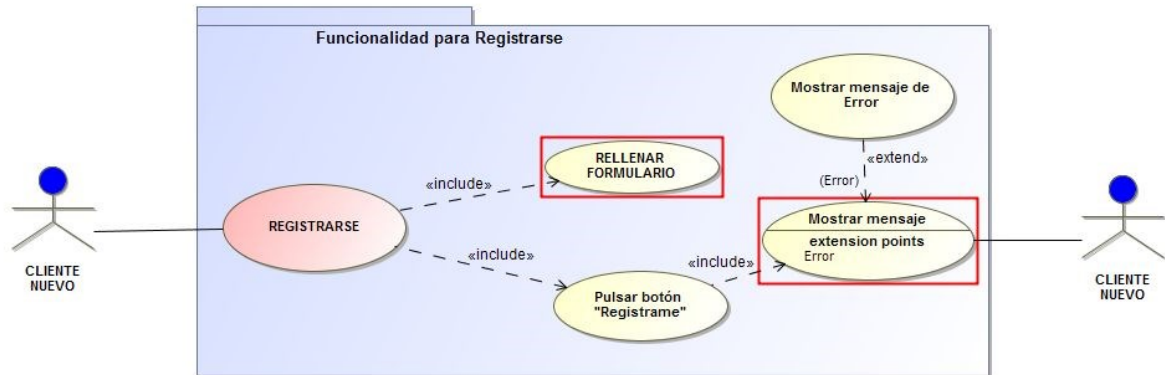 Funcionalidad para Registrarse
Mostrar mensaje de
Error
«extend»
(Error)
RELLENAR
FORMULARIO
«include»
REGISTRARSE
CLIENTE
NUEVO
Mostrar mensaje
extension points
Error
«include»
«include»
Pulsar botón
"Registrame"
CLIENTE
NUEVO